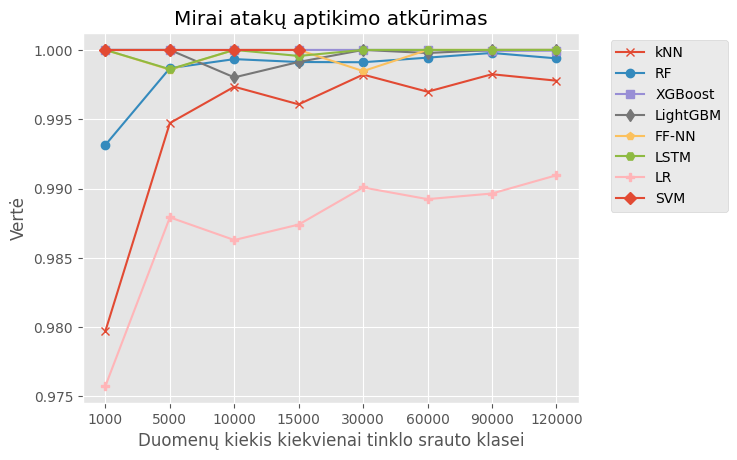 Mirai atakų aptikimo atkūrimas
Vertė
1.000
0.995
0.990
0.985
0.980
0.975
1000
5000
10000
15000
30000
60000
90000
120000
Duomenų kiekis kiekvienai tinklo srauto klasei
kNN
RF
XGBoost
LightGBM
FF-NN
LSTM
LR
SVM